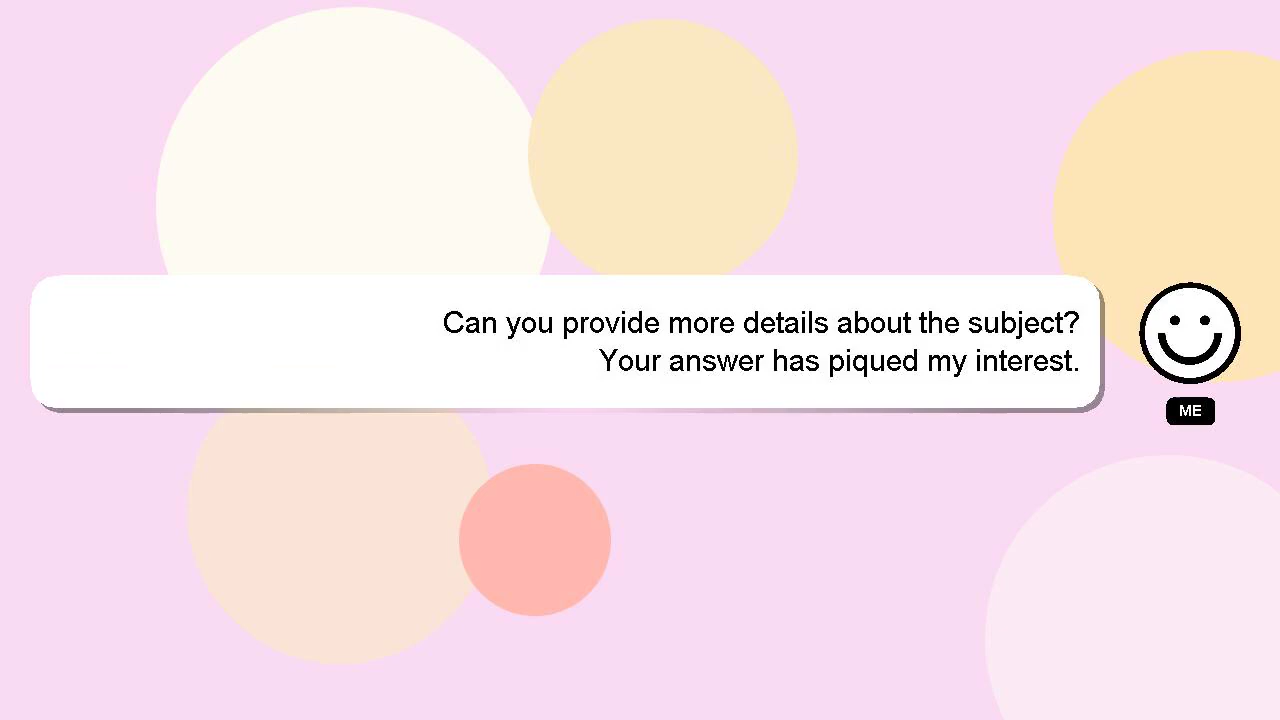 Can you provide more details about the subject?
Your answer has piqued my interest.
ME